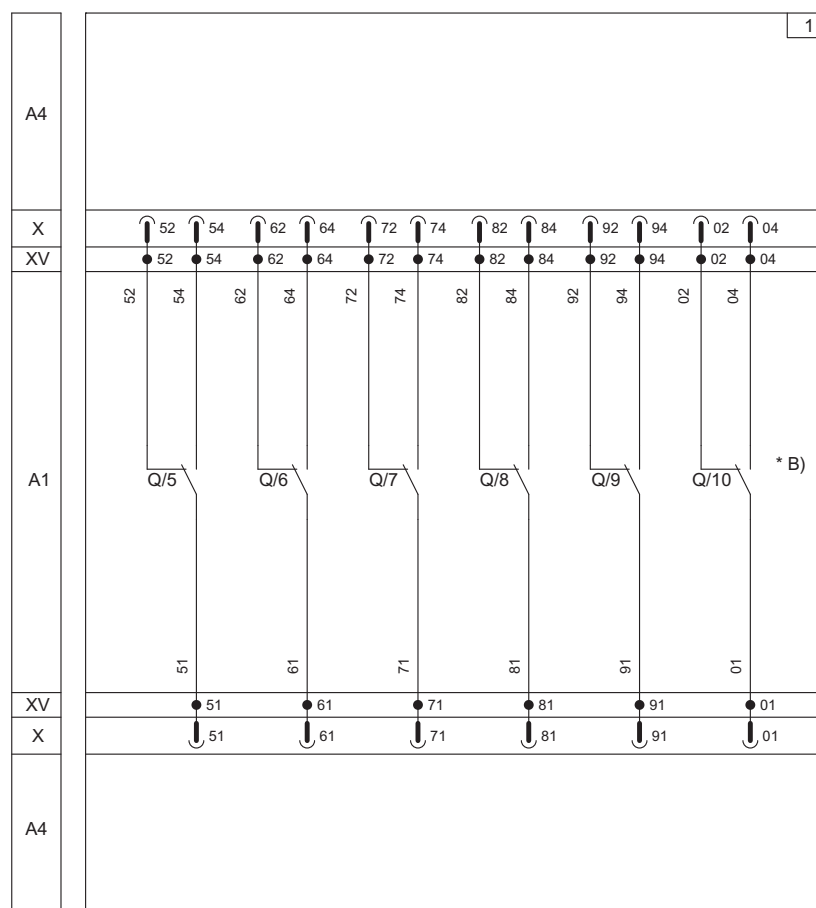 1
A4
X 52 54 62 64 72 74 82 84 92 94 02 04
XV 52 54 62 64 72 74 82 84 92 94 02 04
52 54 62 64 72 74 82 84 92 94 02 04
A1 Q/5 Q/6 Q/7 Q/8 Q/9 Q/10 * B)
51 61 71 81 91 01
XV 51 61 71 81 91 01
X 51 61 71 81 91 01
A4